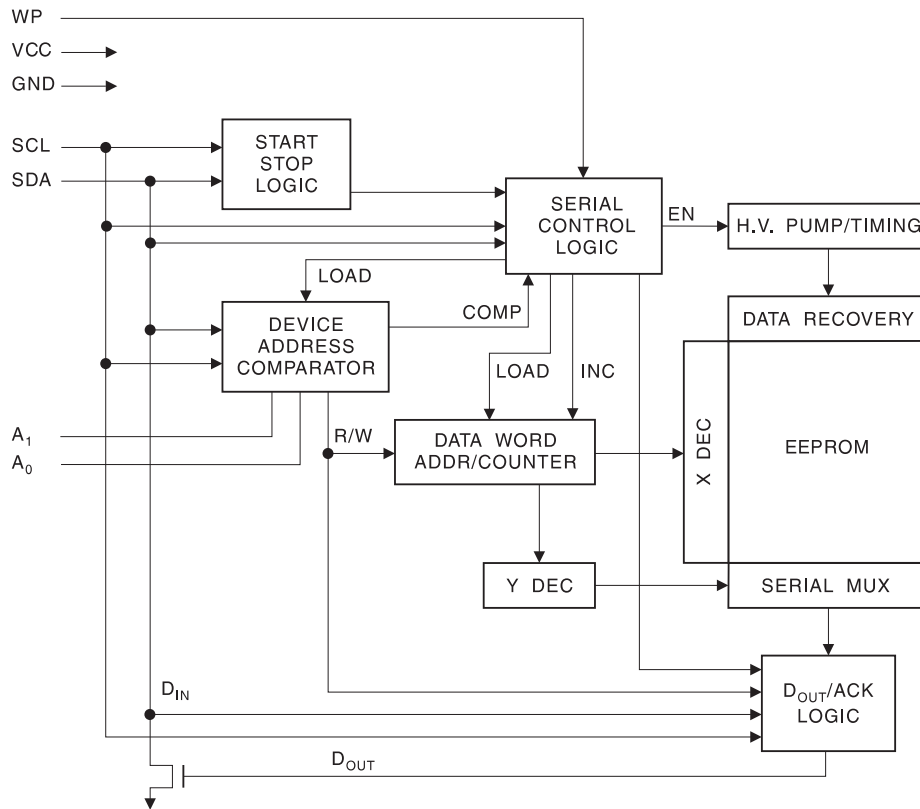 WP
VCC
GND
SCL
SDA
START
STOP
LOGIC
SERIAL
CONTROL
LOGIC
EN
H.V. PUMP/TIMING
LOAD
COMP
DATA RECOVERY
DEVICE
ADDRESS
COMPARATOR
LOAD
INC
A1
A0
R/W
DATA WORD
ADDR/COUNTER
X DEC
EEPROM
Y DEC
SERIAL MUX
DIN
DOUT/ACK
LOGIC
DOUT